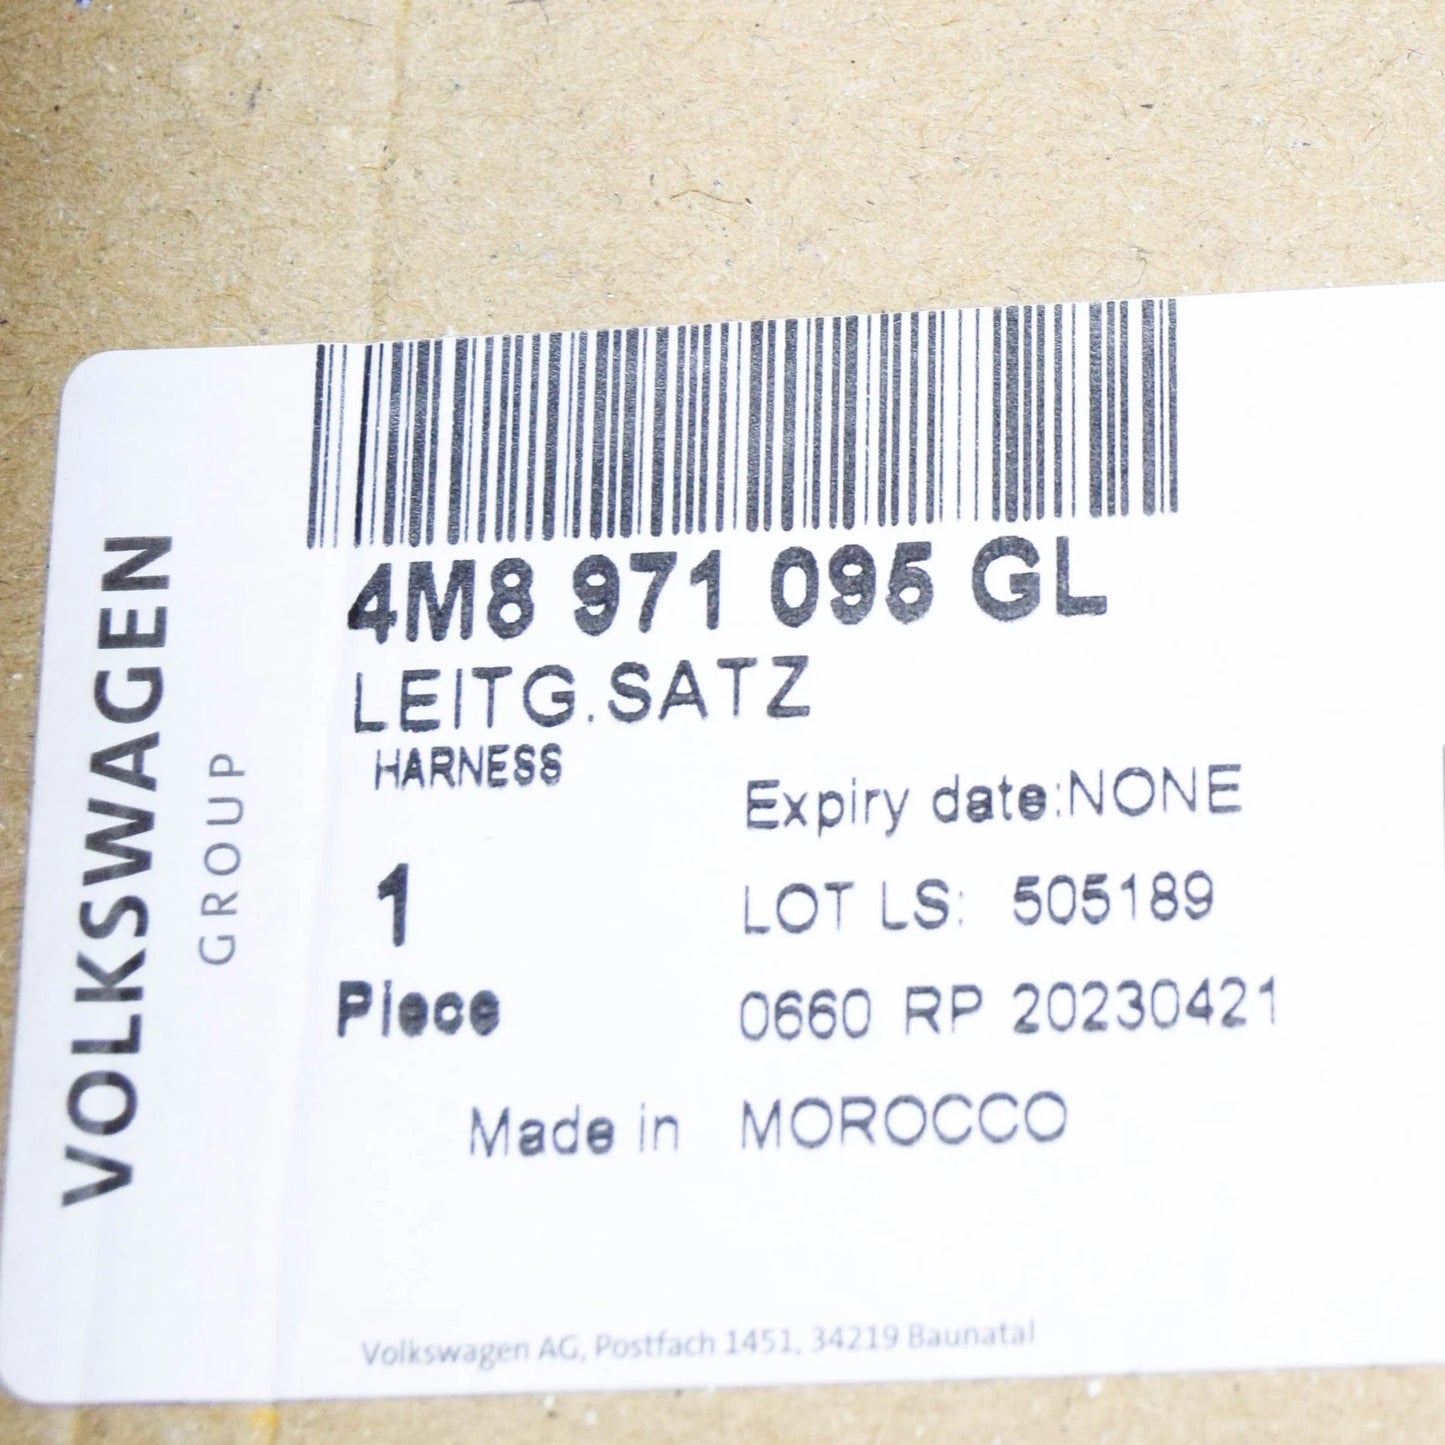 VOLKSWAGEN
GROUP
4M8 971 095 GL
LEITG.SATZ
HARNESS
Expiry date:NONE
1
LOT LS: 505189
Piece
0660 RP 20230421
Made in MOROCCO
Volkswagen AG, Postfach 1451, 34219 Baunatal